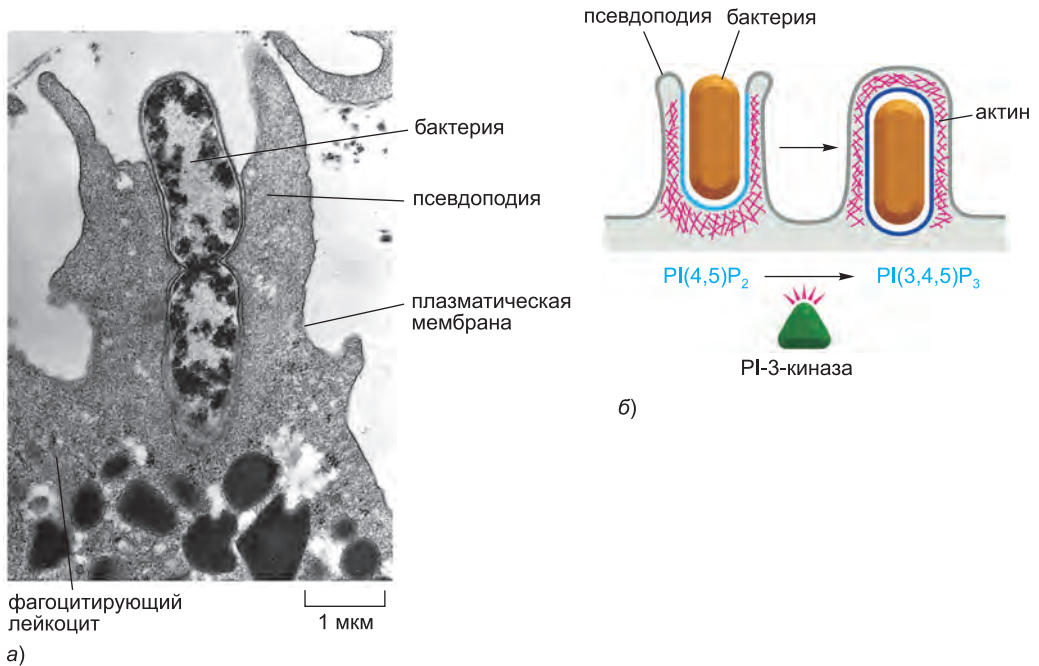 бактерия
псевдоподия
плазматическая
мембрана
фагоцитирующий
лейкоцит
1 мкм
а)
псевдоподия
бактерия
актин
PI(4,5)P₂
PI(3,4,5)P₃
PI-3-киназа
б)